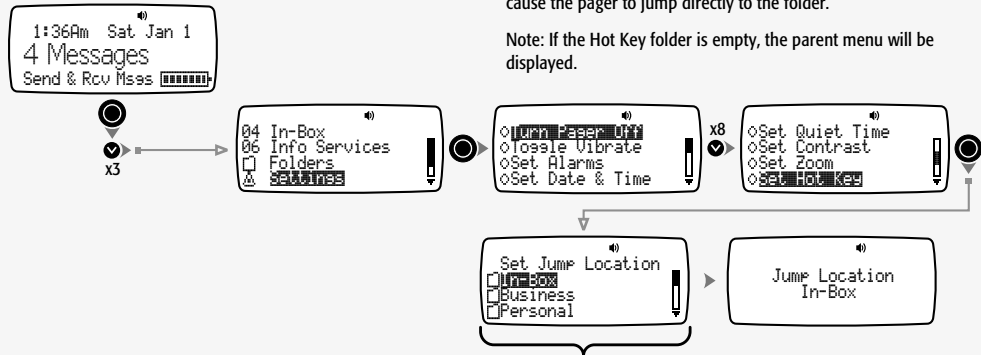 cause the pager to jump directly to the folder.
Note: If the Hot Key folder is empty, the parent menu will be
displayed.
1:36Am Sat Jan 1
4 Messages
Send & Rcv Msgs
x3
04 In-Box
06 Info Services
Folders
Settings
Turn Pager Off
Toggle Vibrate
Set Alarms
Set Date & Time
x8
Set Quiet Time
Set Contrast
Set Zoom
Set Hot Key
Set Jump Location
In-Box
Business
Personal
Jump Location
In-Box